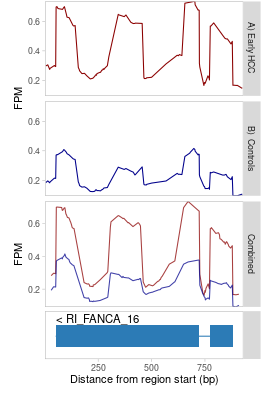 0.6
0.4
0.2
A) Early HCC
FPM
0.6
0.4
0.2
B): Controls
0.6
0.4
0.2
FPM
Combined
< RI_FANCA_16
250
500
750
Distance from region start (bp)